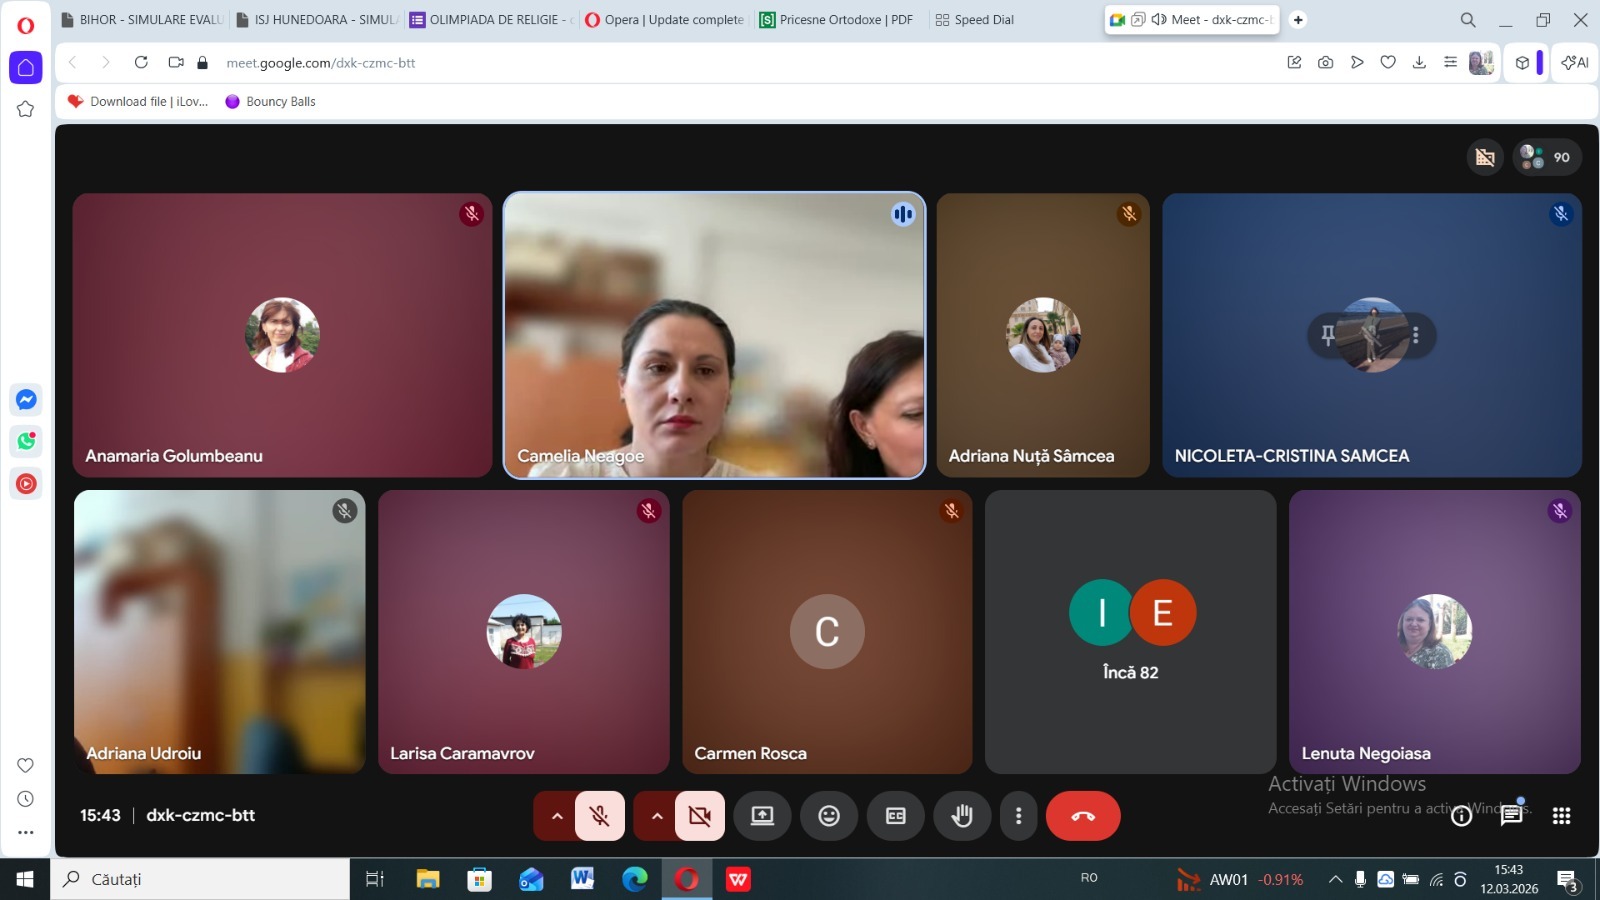 BIHOR - SIMULARE EVALU
ISJ HUNEDOARA - SIMUL
OLIMPIADA DE RELIGIE -
Opera | Update complete
Pricesne Ortodoxe | PDF
Speed Dial
Meet - dxk-czmc-b
meet.google.com/dxk-czmc-btt
AI
Download file | iLov...
Bouncy Balls
90
Anamaria Golumbeanu
Camelia Neagoe
Adriana Nuță Sâmcea
NICOLETA-CRISTINA SAMCEA
Adriana Udroiu
Larisa Caramavrov
C
Carmen Rosca
I E
Încă 82
Lenuta Negoiasa
Activați Windows
Accesați Setări pentru a activa Windows.
15:43 | dxk-czmc-btt
Căutați
RO
AW01 -0.91%
15:43
12.03.2026
3